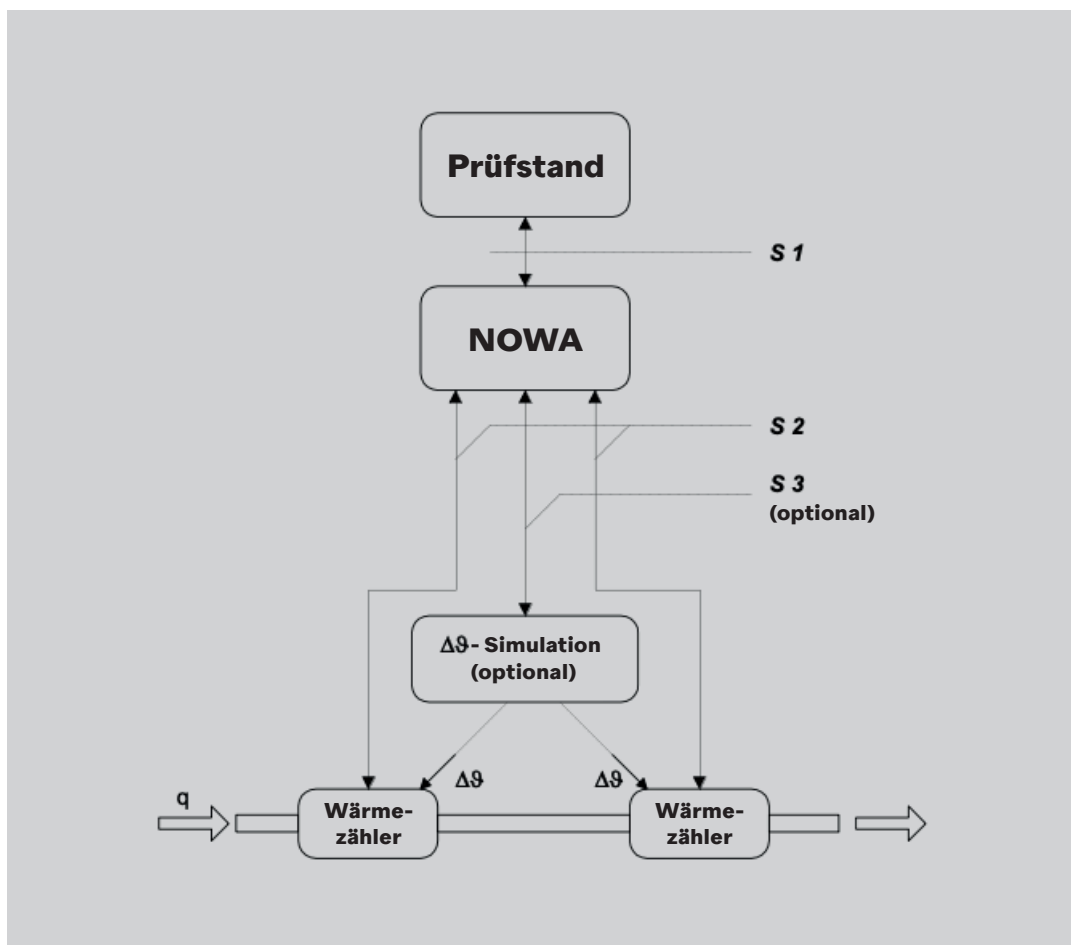 Prüfstand
S 1
NOWA
S 2
S 3
(optional)
Δϑ- Simulation
(optional)
Δϑ
Δϑ
q
Wärme-
zähler
Wärme-
zähler